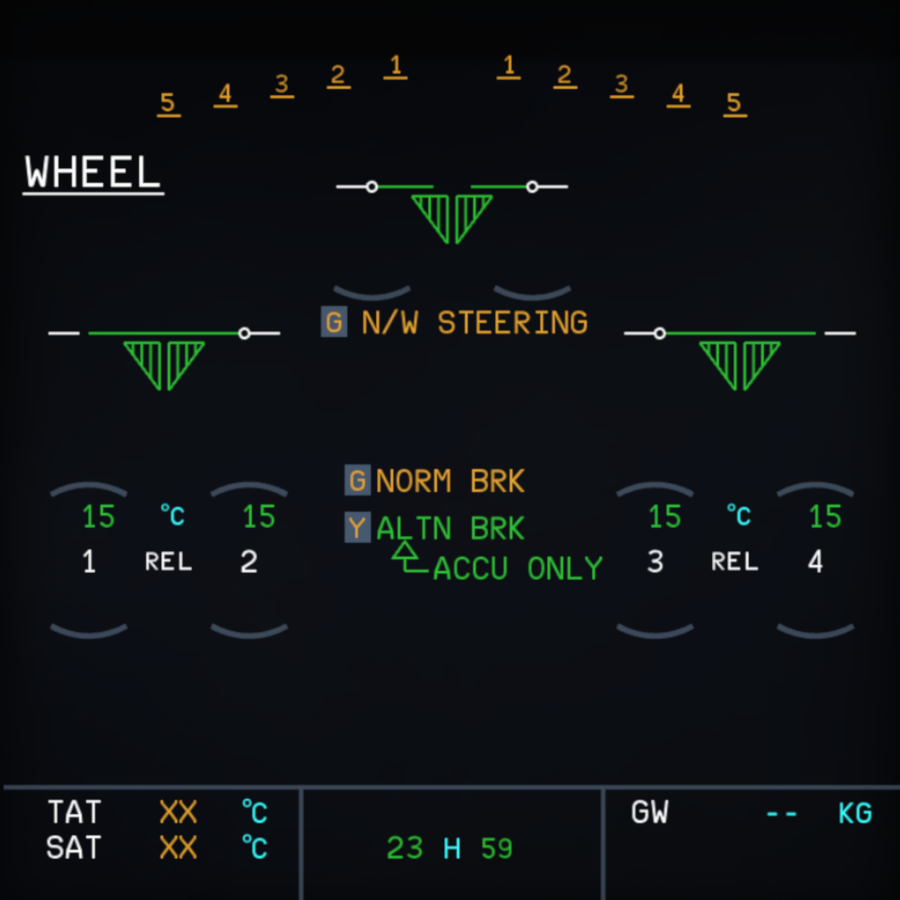 5 4 3 2 1 1 2 3 4 5
WHEEL
G N/W STEERING
G NORM BRK
15 °C 15
Y ALTN BRK
15 °C 15
1 REL 2
ACCU ONLY
3 REL 4
TAT XX °C
GW -- KG
SAT XX °C
23 H 59